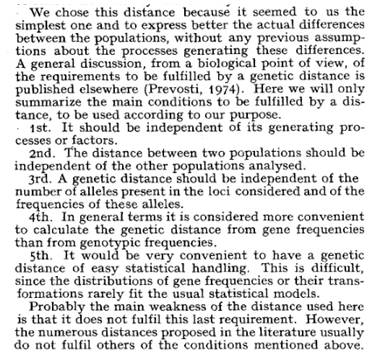 We chose this distance because it seemed to us the
simplest one and to express better the actual differences
between the populations, without any previous assump-
tions about the processes generating these differences.
A general discussion, from a biological point of view, of
the requirements to be fulfilled by a genetic distance is
published elsewhere (Prevosti, 1974). Here we will only
summarize the main conditions to be fulfilled by a dis-
tance, to be used according to our purpose.
1st. It should be independent of its generating pro-
cesses or factors.
2nd. The distance between two populations should be
independent of the other populations analysed.
3rd. A genetic distance should be independent of the
number of alleles present in the loci considered and of the
frequencies of these alleles.
4th. In general terms it is considered more convenient
to calculate the genetic distance from gene frequencies
than from genotypic frequencies.
5th. It would be very convenient to have a genetic
distance of easy statistical handling. This is difficult,
since the distributions of gene frequencies or their trans-
formations rarely fit the usual statistical models.
Probably the main weakness of the distance used here
is that it does not fulfil this last requirement. However,
the numerous distances proposed in the literature usually
do not fulfil others of the conditions mentioned above.